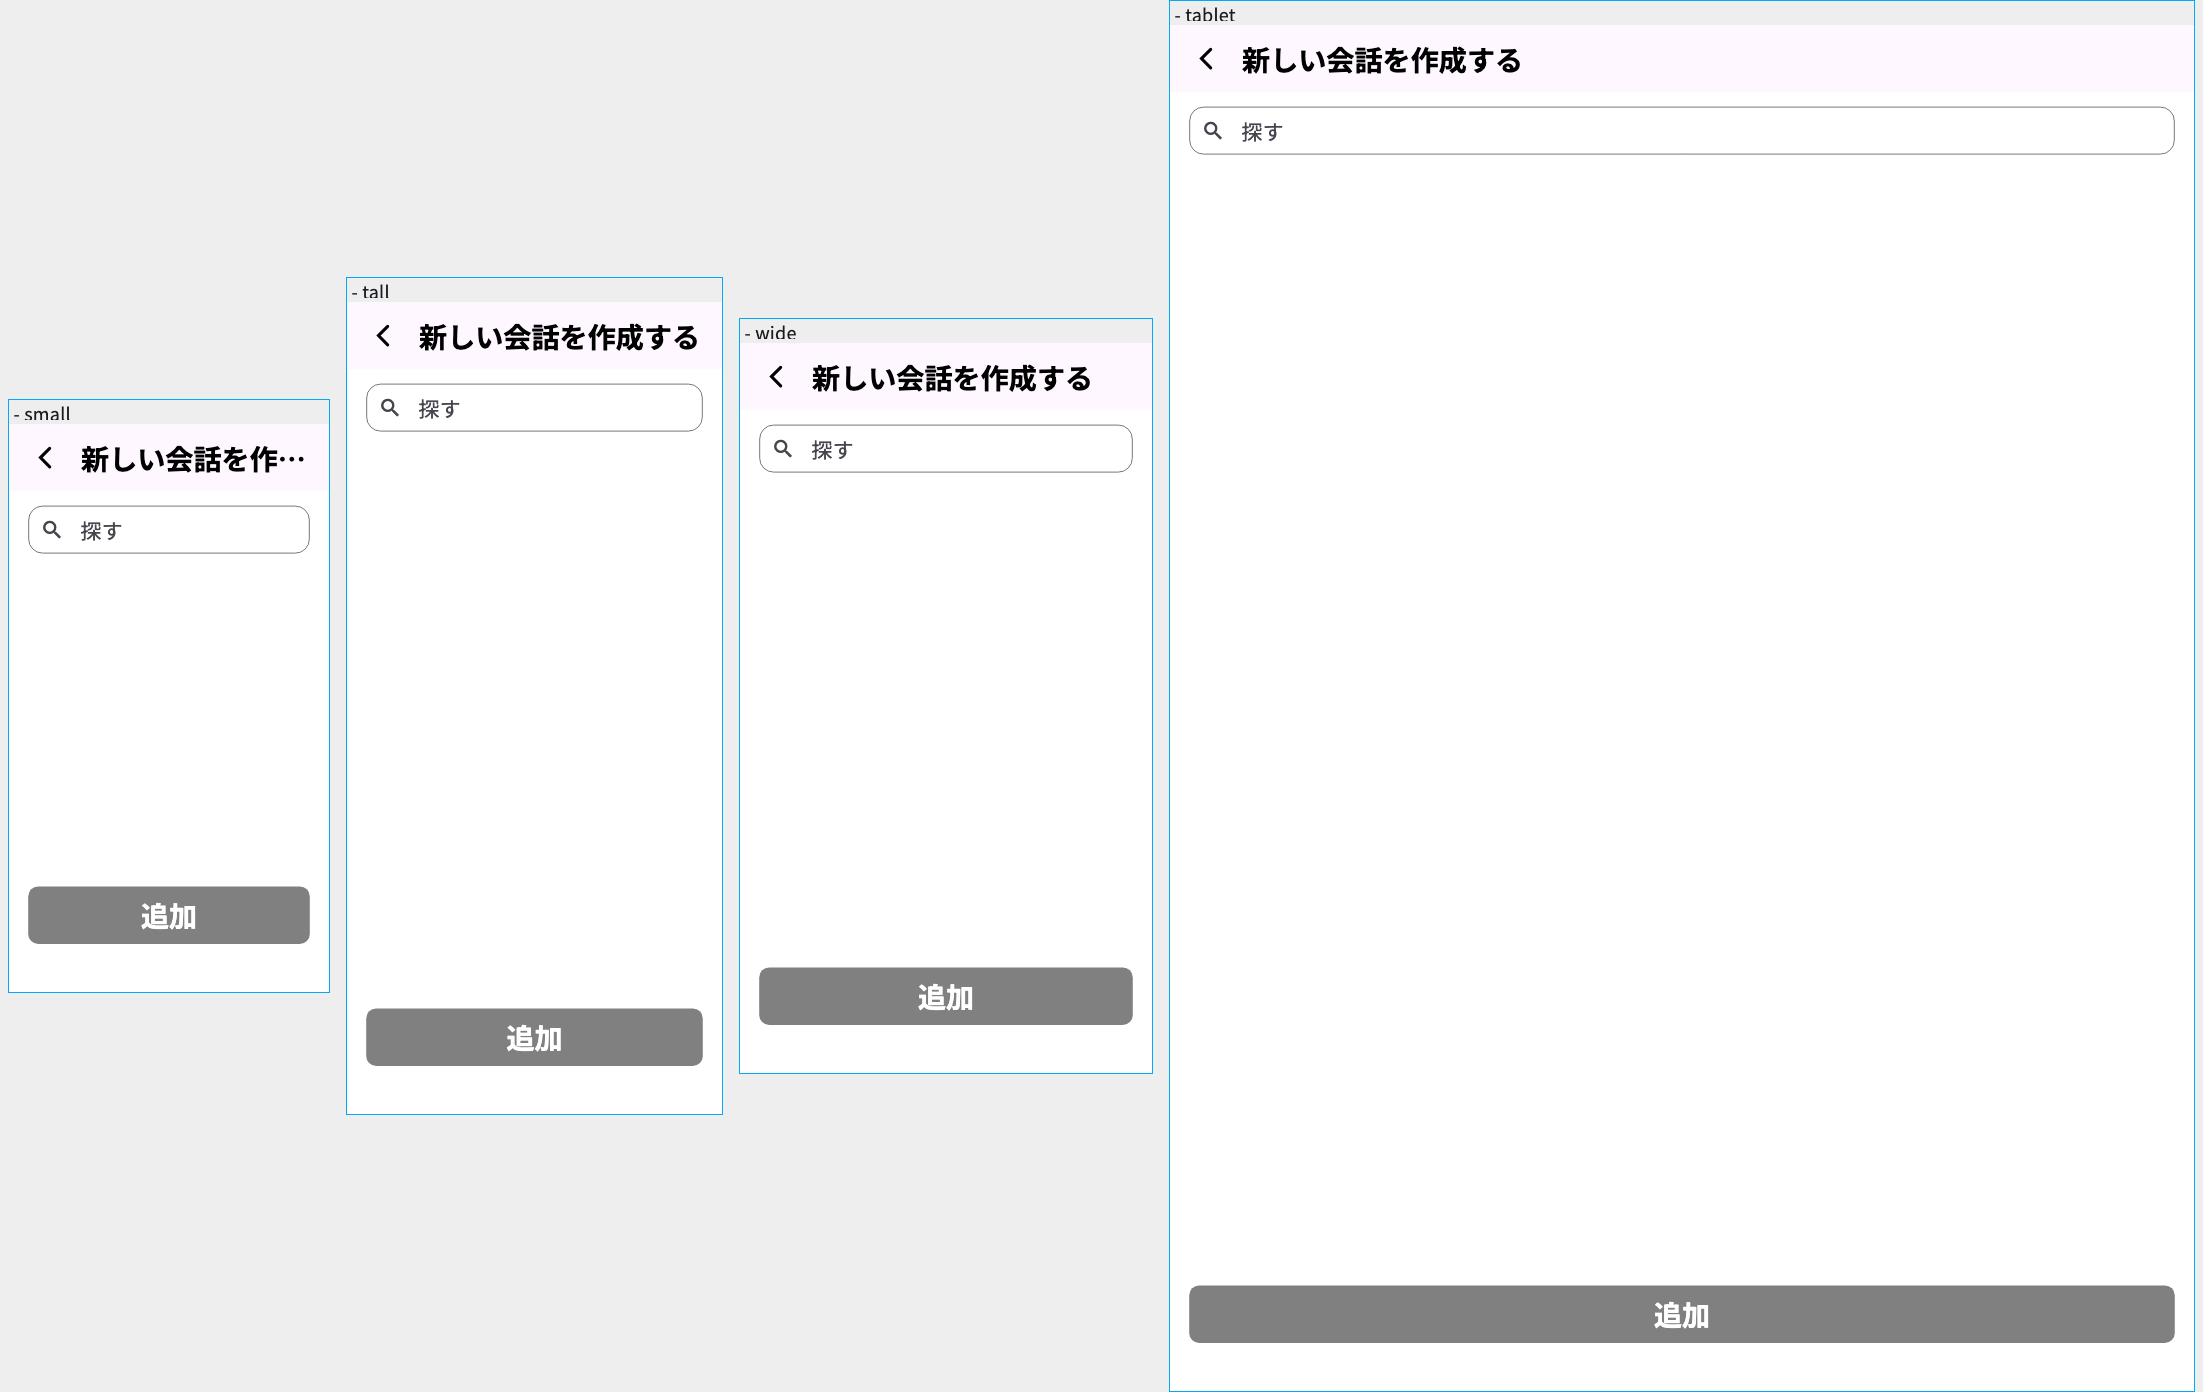 - small
新しい会話を作…
探す
追加
- tall
新しい会話を作成する
探す
追加
- wide
新しい会話を作成する
探す
追加
- tablet
新しい会話を作成する
探す
追加